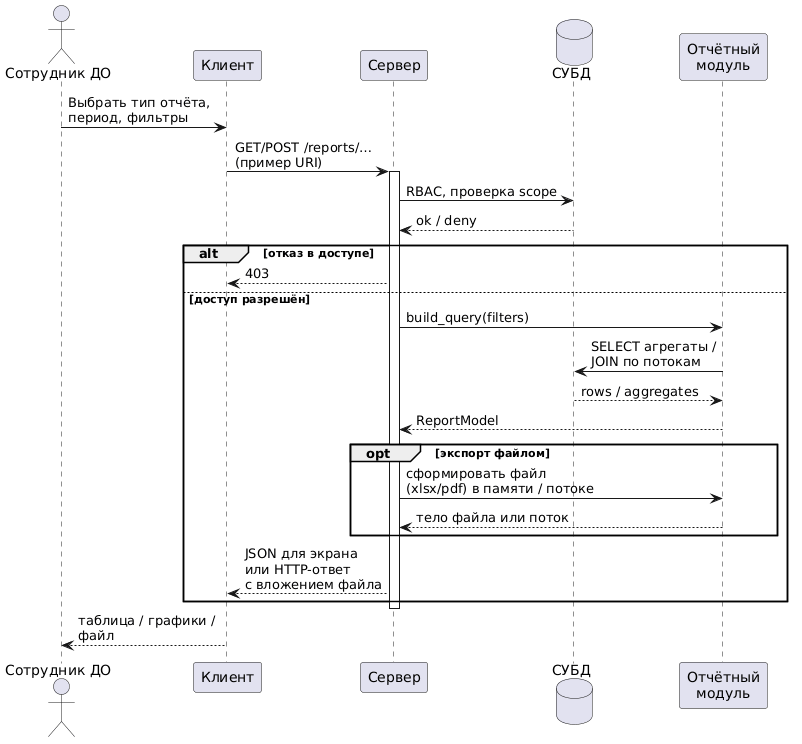 Сотрудник ДО
Клиент
Сервер
СУБД
Отчётный
модуль
Выбрать тип отчёта,
период, фильтры
GET/POST /reports/...
(пример URI)
RBAC, проверка scope
ok / deny
alt [отказ в доступе]
403
[доступ разрешён]
build_query(filters)
SELECT агрегаты /
JOIN по потокам
rows / aggregates
ReportModel
opt [экспорт файлом]
сформировать файл
(xlsx/pdf) в памяти / потоке
тело файла или поток
JSON для экрана
или HTTP-ответ
с вложением файла
таблица / графики /
файл
Сотрудник ДО
Клиент
Сервер
СУБД
Отчётный
модуль